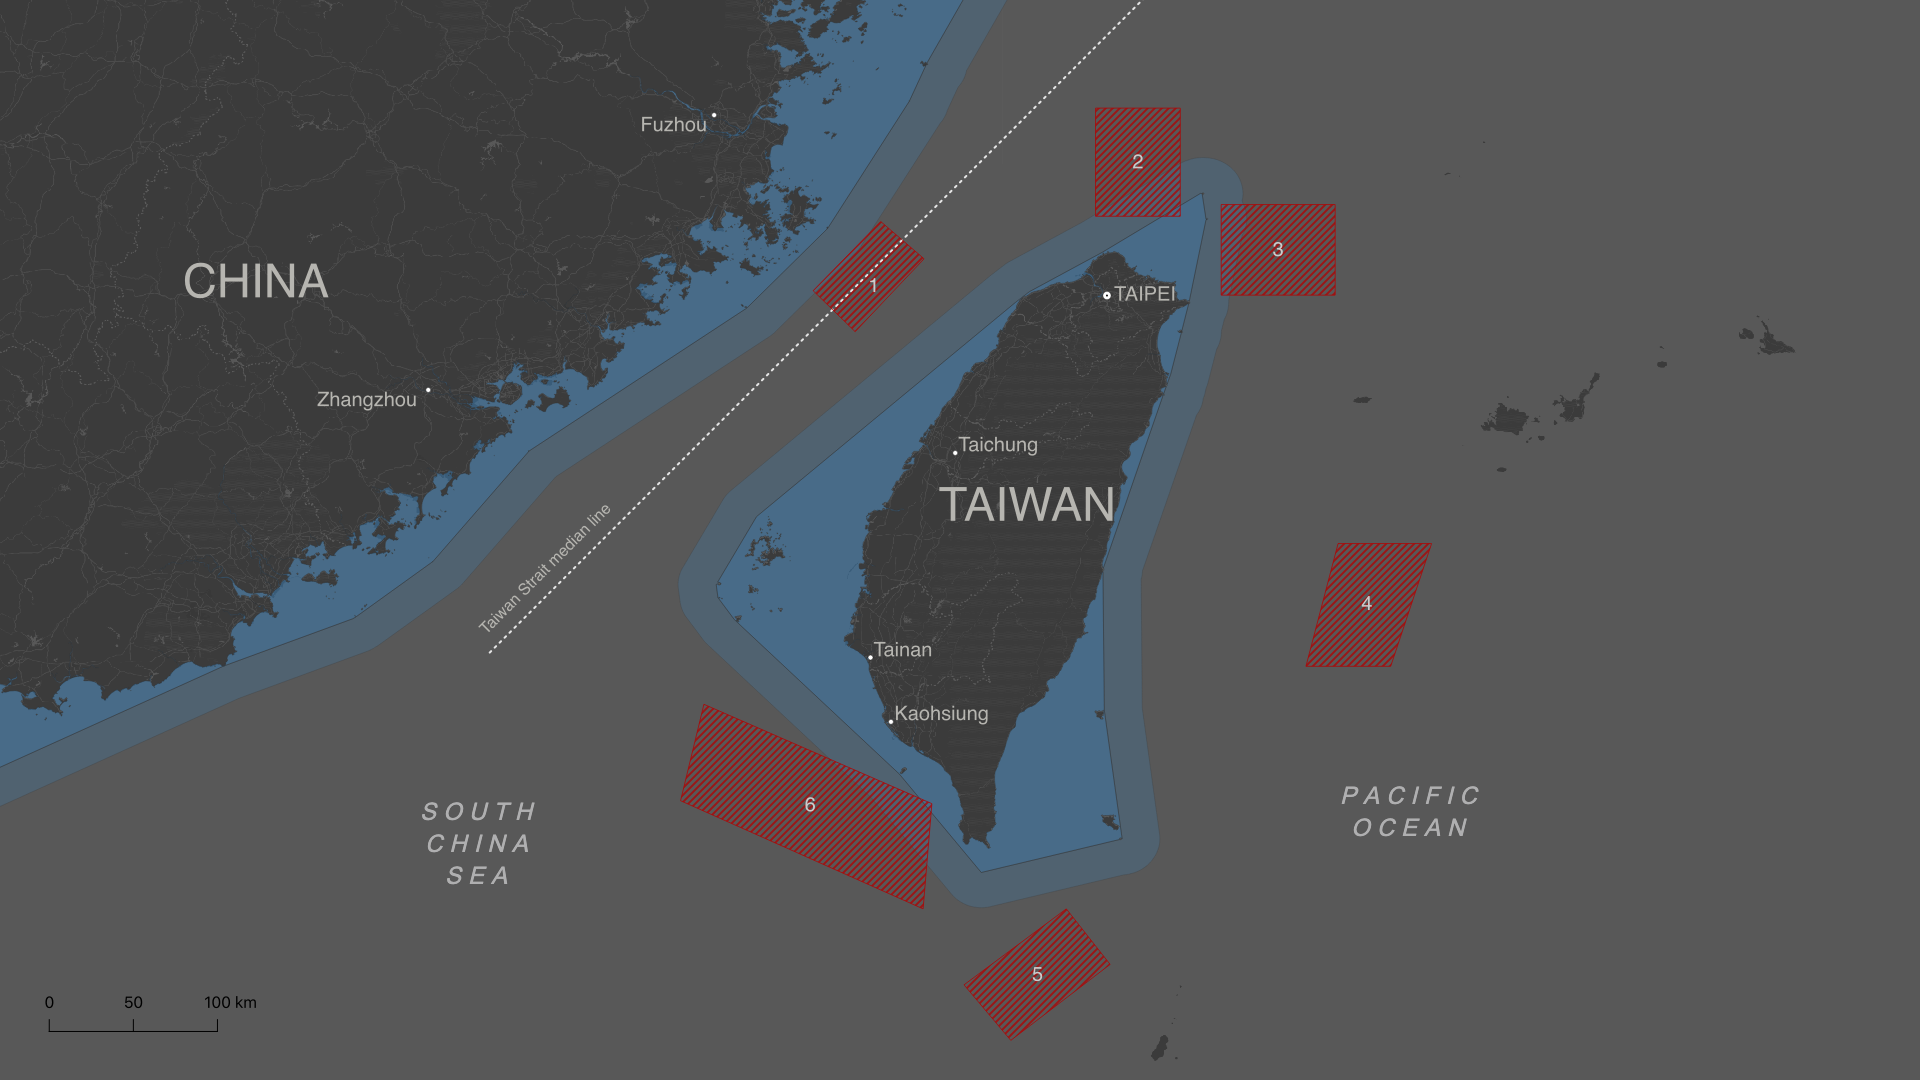 Fuzhou
2
1
3
CHINA
TAIPEI
Zhangzhou
Taichung
TAIWAN
Taiwan Strait median line
4
Tainan
Kaohsiung
6
SOUTH
CHINA
SEA
PACIFIC
OCEAN
5
0 50 100 km